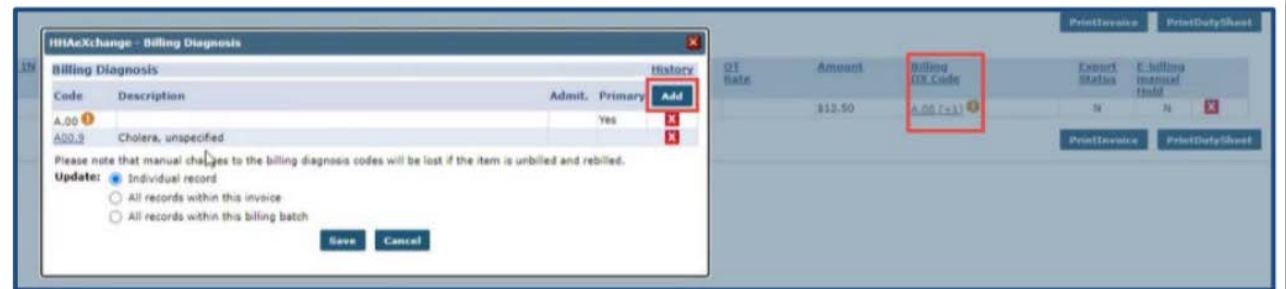 PrintInvoice PrintDutySheet
HHAeXchange - Billing Diagnosis
IN
Billing Diagnosis History
OT Rate Amount Billing DX Code Export Status E-billing manual Hold
Code Description Admit. Primary Add
A.00 Yes X
$12.50 A.00 (+1) N N X
A00.9 Cholera, unspecified X
Please note that manual changes to the billing diagnosis codes will be lost if the item is unbilled and rebilled.
PrintInvoice PrintDutySheet
Update: Individual record
All records within this invoice
All records within this billing batch
Save Cancel